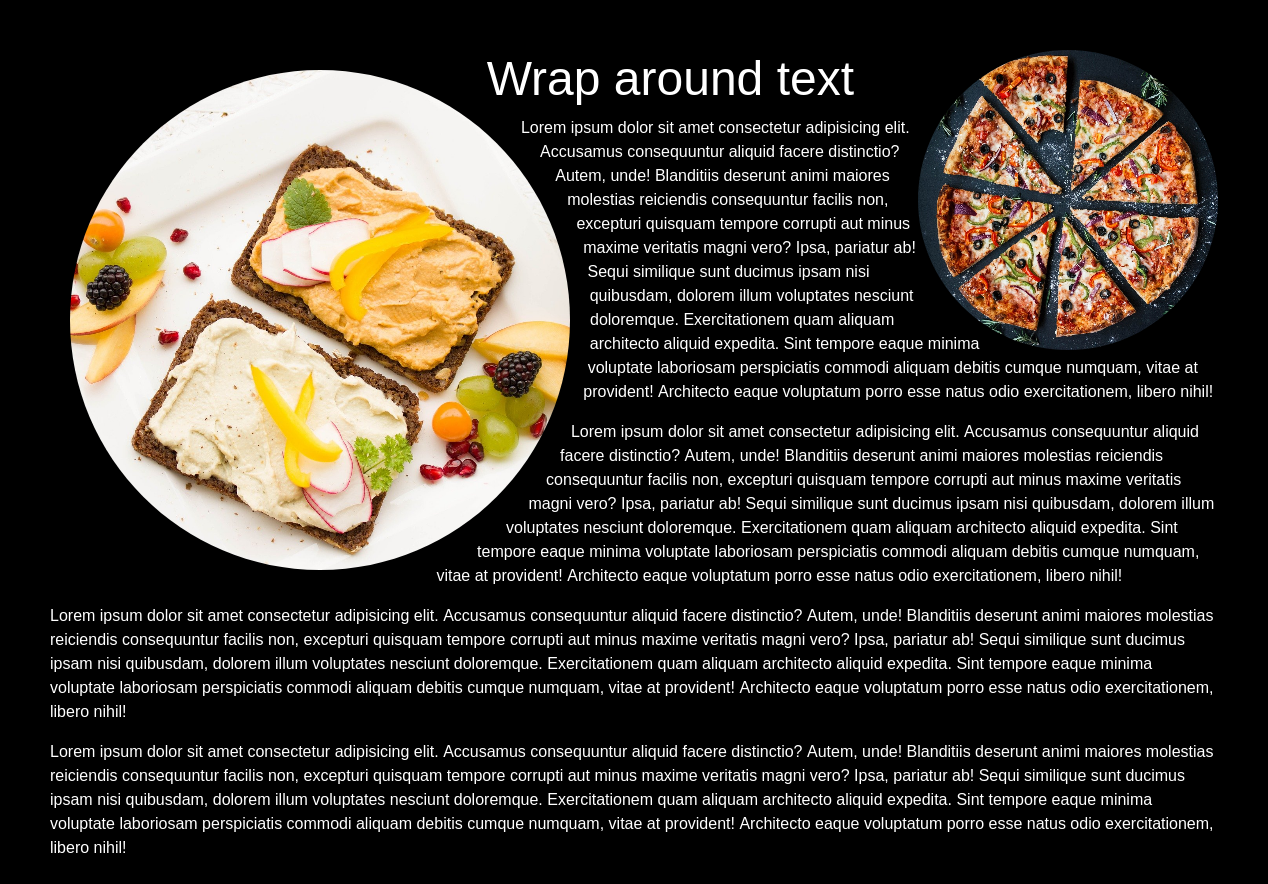 Wrap around text
Lorem ipsum dolor sit amet consectetur adipisicing elit.
Accusamus consequuntur aliquid facere distinctio?
Autem, unde! Blanditiis deserunt animi maiores
molestias reiciendis consequuntur facilis non,
excepturi quisquam tempore corrupti aut minus
maxime veritatis magni vero? Ipsa, pariatur ab!
Sequi similique sunt ducimus ipsam nisi
quibusdam, dolorem illum voluptates nesciunt
doloremque. Exercitationem quam aliquam
architecto aliquid expedita. Sint tempore eaque minima
voluptate laboriosam perspiciatis commodi aliquam debitis cumque numquam, vitae at
provident! Architecto eaque voluptatum porro esse natus odio exercitationem, libero nihil!
Lorem ipsum dolor sit amet consectetur adipisicing elit. Accusamus consequuntur aliquid
facere distinctio? Autem, unde! Blanditiis deserunt animi maiores molestias reiciendis
consequuntur facilis non, excepturi quisquam tempore corrupti aut minus maxime veritatis
magni vero? Ipsa, pariatur ab! Sequi similique sunt ducimus ipsam nisi quibusdam, dolorem illum
voluptates nesciunt doloremque. Exercitationem quam aliquam architecto aliquid expedita. Sint
tempore eaque minima voluptate laboriosam perspiciatis commodi aliquam debitis cumque numquam,
vitae at provident! Architecto eaque voluptatum porro esse natus odio exercitationem, libero nihil!
Lorem ipsum dolor sit amet consectetur adipisicing elit. Accusamus consequuntur aliquid facere distinctio? Autem, unde! Blanditiis deserunt animi maiores molestias
reiciendis consequuntur facilis non, excepturi quisquam tempore corrupti aut minus maxime veritatis magni vero? Ipsa, pariatur ab! Sequi similique sunt ducimus
ipsam nisi quibusdam, dolorem illum voluptates nesciunt doloremque. Exercitationem quam aliquam architecto aliquid expedita. Sint tempore eaque minima
voluptate laboriosam perspiciatis commodi aliquam debitis cumque numquam, vitae at provident! Architecto eaque voluptatum porro esse natus odio exercitationem,
libero nihil!
Lorem ipsum dolor sit amet consectetur adipisicing elit. Accusamus consequuntur aliquid facere distinctio? Autem, unde! Blanditiis deserunt animi maiores molestias
reiciendis consequuntur facilis non, excepturi quisquam tempore corrupti aut minus maxime veritatis magni vero? Ipsa, pariatur ab! Sequi similique sunt ducimus
ipsam nisi quibusdam, dolorem illum voluptates nesciunt doloremque. Exercitationem quam aliquam architecto aliquid expedita. Sint tempore eaque minima
voluptate laboriosam perspiciatis commodi aliquam debitis cumque numquam, vitae at provident! Architecto eaque voluptatum porro esse natus odio exercitationem,
libero nihil!